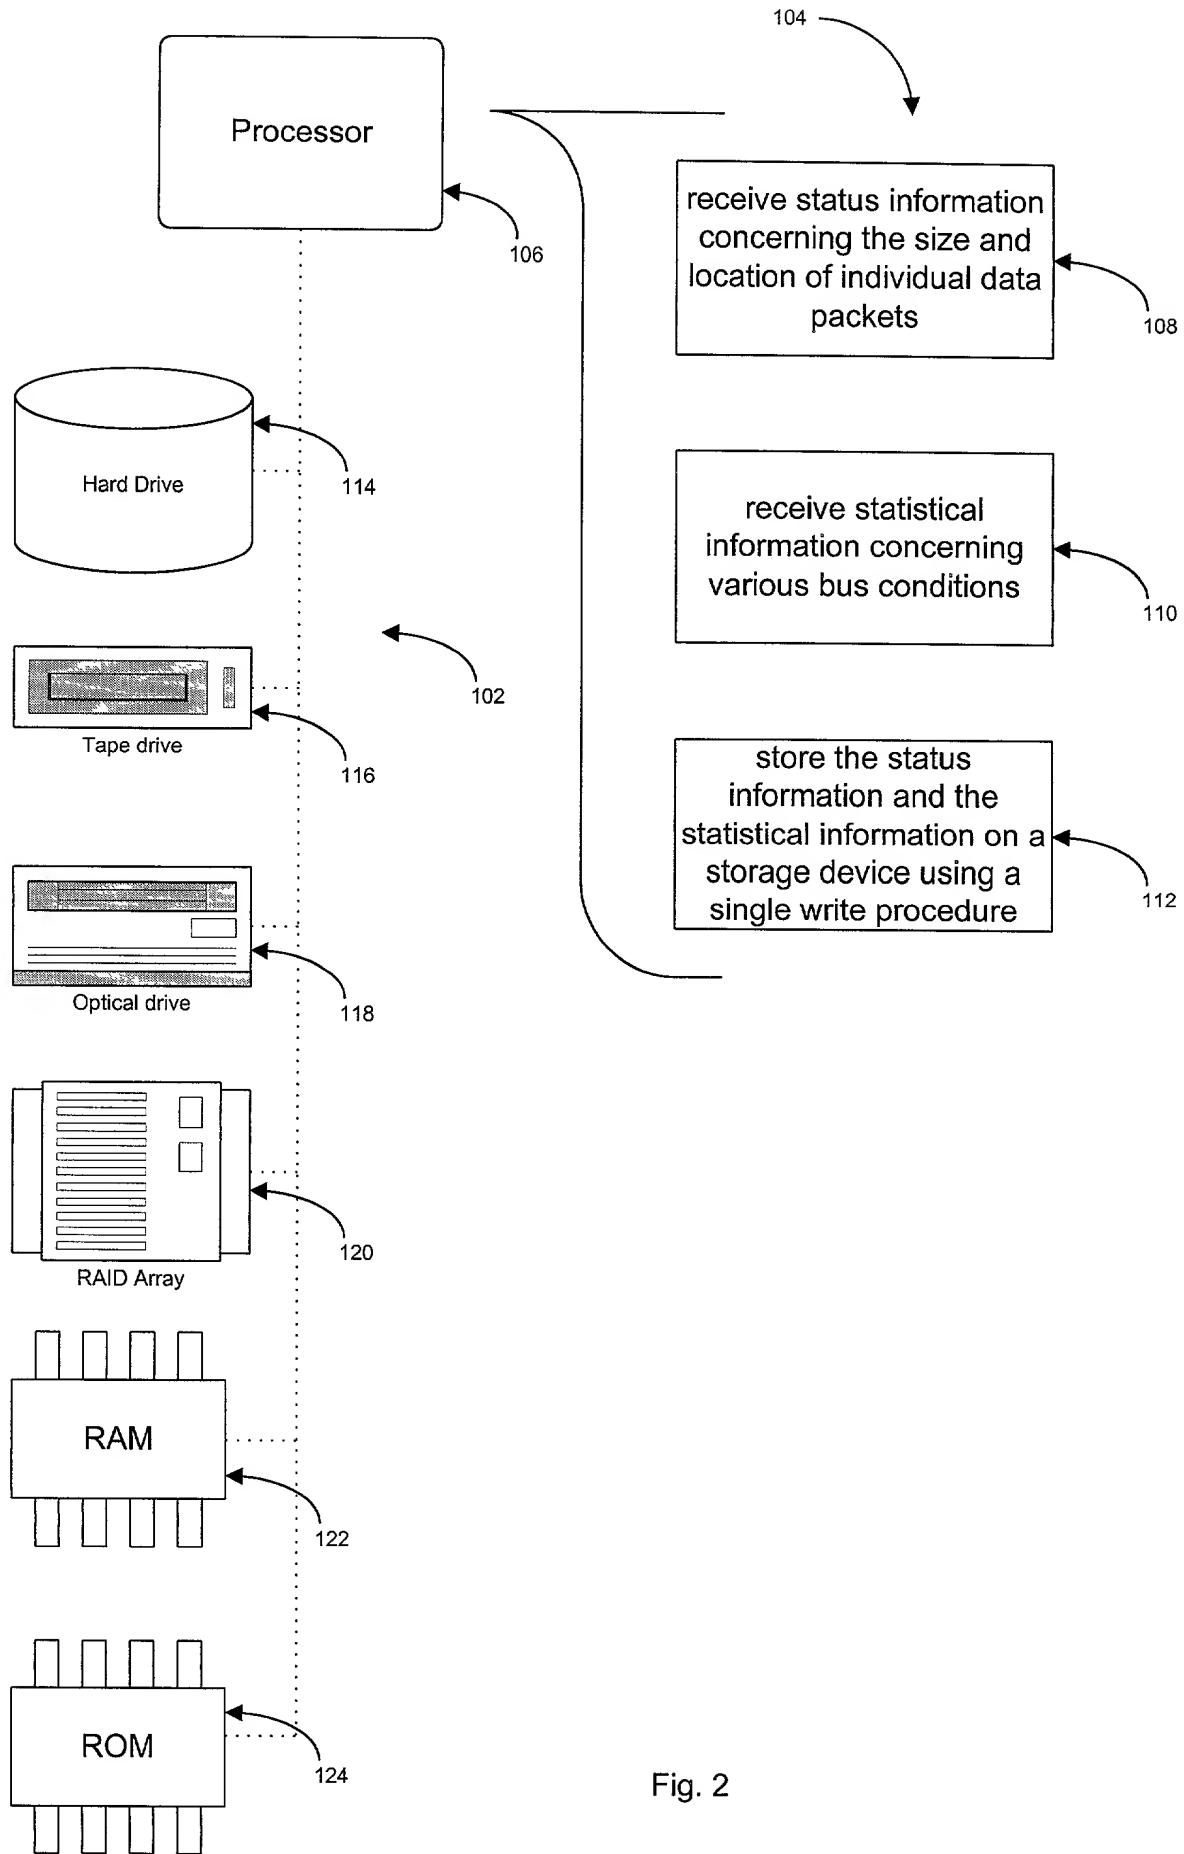 104
Processor
106
receive status information
concerning the size and
location of individual data
packets
108
Hard Drive
114
receive statistical
information concerning
various bus conditions
110
102
Tape drive
116
store the status
information and the
statistical information on a
storage device using a
single write procedure
112
Optical drive
118
120
RAID Array
RAM
122
ROM
124
Fig. 2